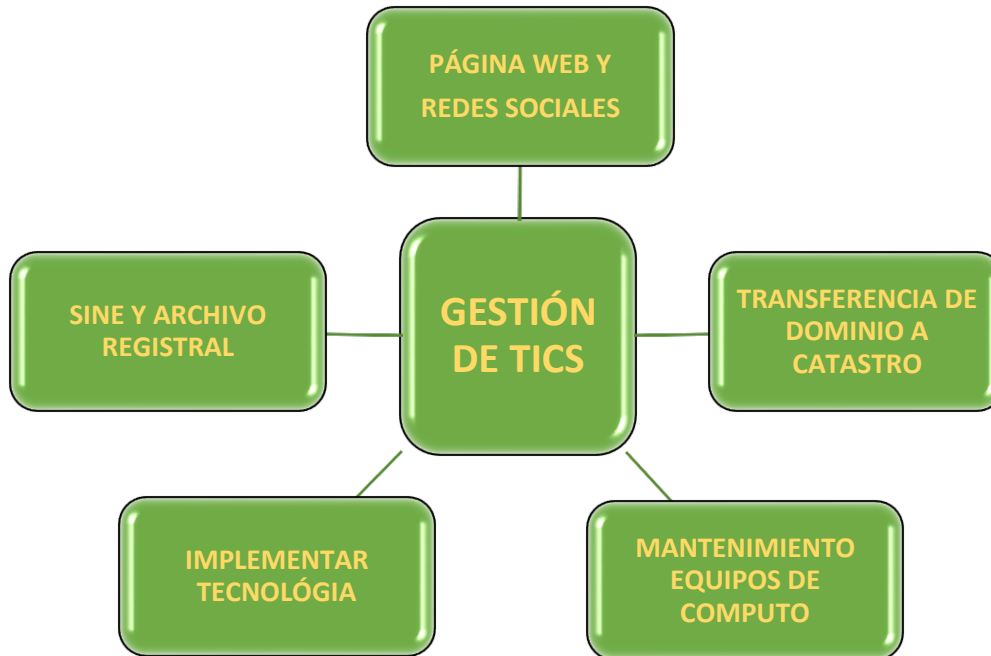 PÁGINA WEB Y
REDES SOCIALES
SINE Y ARCHIVO
REGISTRAL
GESTIÓN
DE TICS
TRANSFERENCIA DE
DOMINIO A
CATASTRO
IMPLEMENTAR
TECNOLÓGIA
MANTENIMIENTO
EQUIPOS DE
COMPUTO